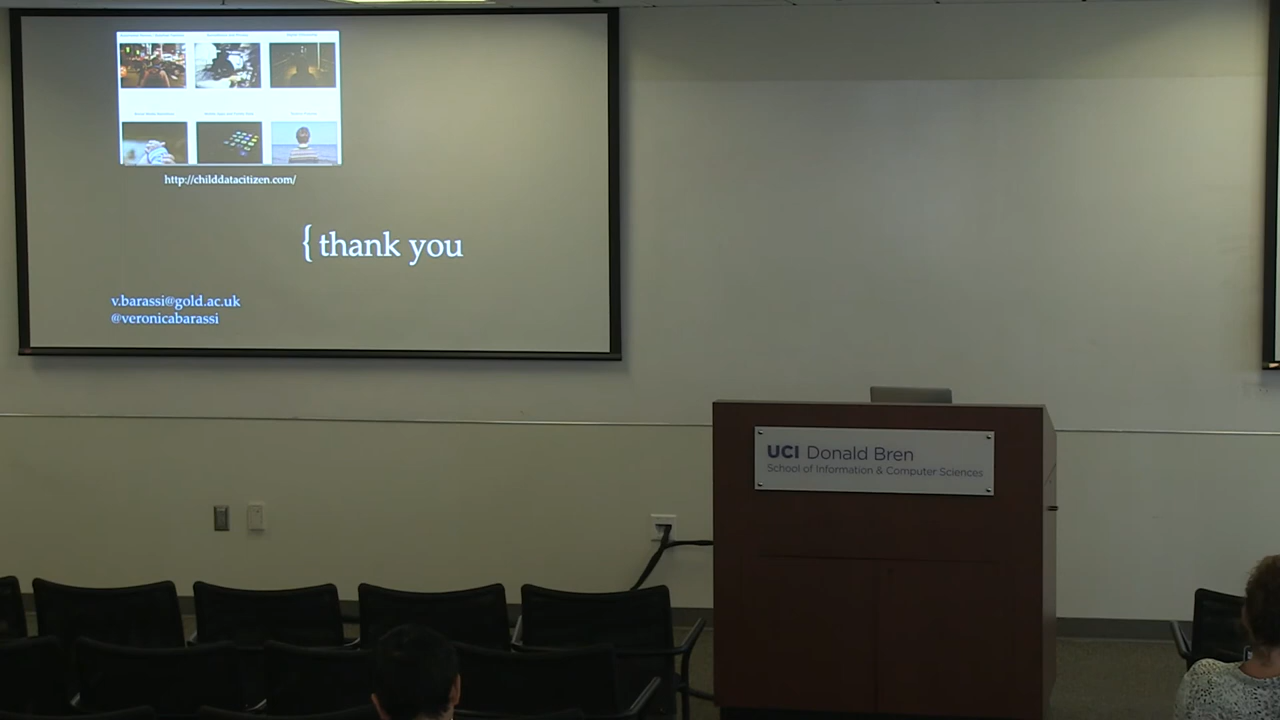 http://childdatacitizen.com/
{ thank you
v.barassi@gold.ac.uk
@veronicabarassi
UCI Donald Bren
School of Information & Computer Sciences